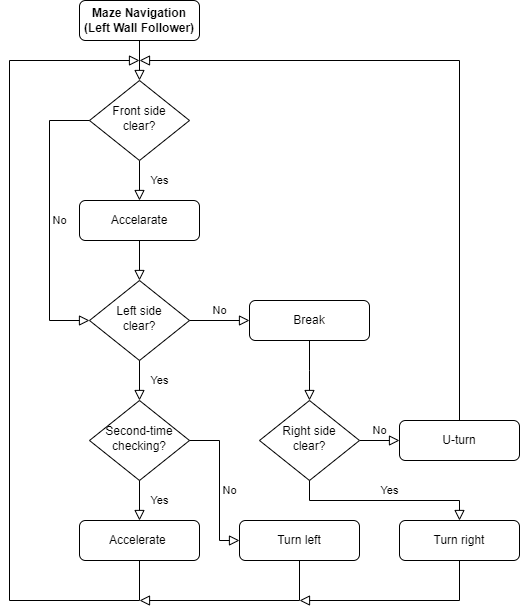 Maze Navigation
(Left Wall Follower)
Front side
clear?
Yes
No
Accelarate
Left side
clear?
No
Break
Yes
Second-time
checking?
Right side
clear?
No
U-turn
Yes
No
Yes
Accelerate
Turn left
Turn right